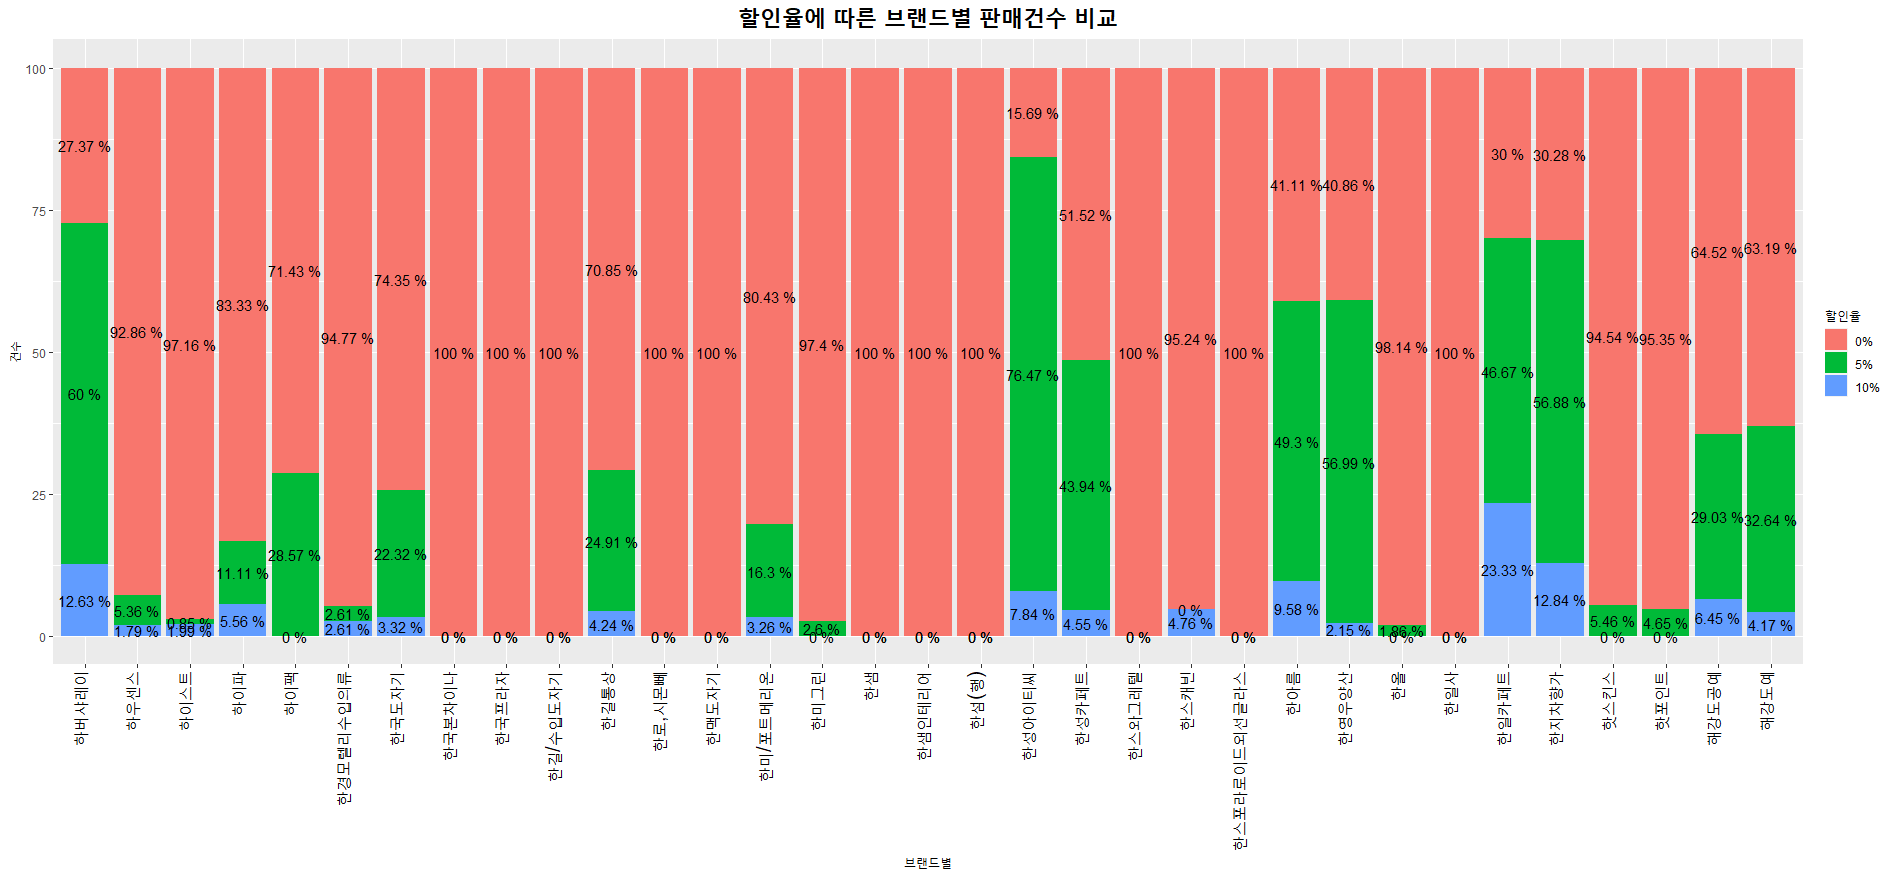 할인율에 따른 브랜드별 판매건수 비교
건수
100
75
50
25
0
27.37 %
60 %
12.63 %
92.86 %
5.36 %
1.79 %
97.16 %
0.85 %
1.99 %
83.33 %
11.11 %
5.56 %
71.43 %
28.57 %
0 %
94.77 %
2.61 %
2.61 %
74.35 %
22.32 %
3.32 %
100 %
0 %
100 %
0 %
100 %
0 %
70.85 %
24.91 %
4.24 %
100 %
0 %
100 %
0 %
80.43 %
16.3 %
3.26 %
97.4 %
2.6 %
0 %
100 %
0 %
100 %
0 %
100 %
0 %
15.69 %
76.47 %
7.84 %
51.52 %
43.94 %
4.55 %
100 %
0 %
95.24 %
0 %
4.76 %
100 %
0 %
41.11 %
49.3 %
9.58 %
40.86 %
56.99 %
2.15 %
98.14 %
1.86 %
0 %
100 %
0 %
30 %
46.67 %
23.33 %
30.28 %
56.88 %
12.84 %
94.54 %
5.46 %
0 %
95.35 %
4.65 %
0 %
64.52 %
29.03 %
6.45 %
63.19 %
32.64 %
4.17 %
하버샤레이
하우센스
하이스트
하이파
하이팩
한경모텔리수입의류
한국도자기
한국본차이나
한국프라자
한길/수입도자기
한길통상
한로,시몬빼
한맥도자기
한미/포트메리온
한미그린
한샘
한샘인테리어
한섬(행)
한성아이티씨
한성카페트
한스와그레텔
한스캐빈
한스포라로이드외선글라스
한아름
한영우양산
한올
한일사
한일카페트
한지차향가
핫스킨스
핫포인트
해강도공예
해강도예
브랜드별
할인율
0%
5%
10%